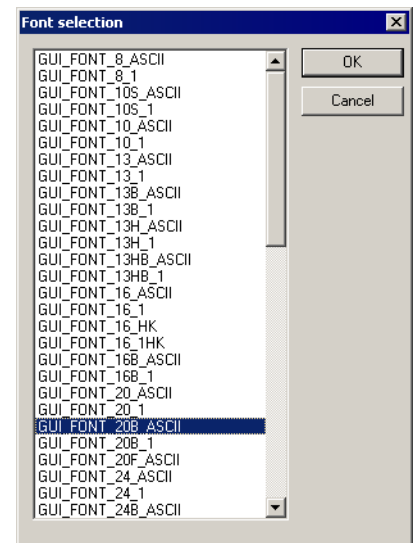 Font selection
GUI_FONT_8_ASCII
GUI_FONT_8_1
GUI_FONT_10S_ASCII
GUI_FONT_10S_1
GUI_FONT_10_ASCII
GUI_FONT_10_1
GUI_FONT_13_ASCII
GUI_FONT_13_1
GUI_FONT_13B_ASCII
GUI_FONT_13B_1
GUI_FONT_13H_ASCII
GUI_FONT_13H_1
GUI_FONT_13HB_ASCII
GUI_FONT_13HB_1
GUI_FONT_16_ASCII
GUI_FONT_16_1
GUI_FONT_16_HK
GUI_FONT_16_1HK
GUI_FONT_16B_ASCII
GUI_FONT_16B_1
GUI_FONT_20_ASCII
GUI_FONT_20_1
GUI_FONT_20B_ASCII
GUI_FONT_20B_1
GUI_FONT_20F_ASCII
GUI_FONT_24_ASCII
GUI_FONT_24_1
GUI_FONT_24B_ASCII
OK
Cancel